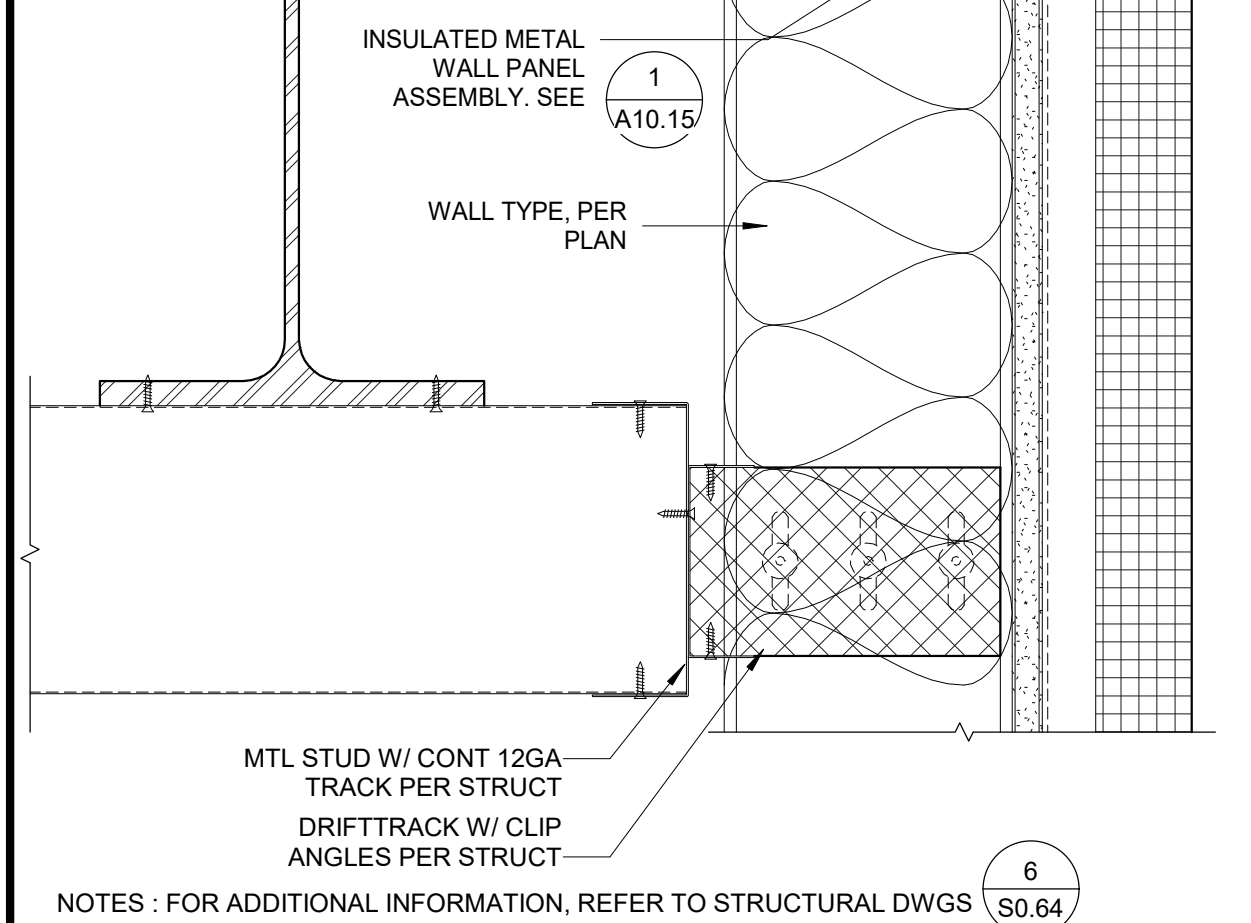 INSULATED METAL
WALL PANEL
ASSEMBLY. SEE
1
A10.15
WALL TYPE, PER
PLAN
MTL STUD W/ CONT 12GA
TRACK PER STRUCT
DRIFTTRACK W/ CLIP
ANGLES PER STRUCT
NOTES : FOR ADDITIONAL INFORMATION, REFER TO STRUCTURAL DWGS
6
S0.64